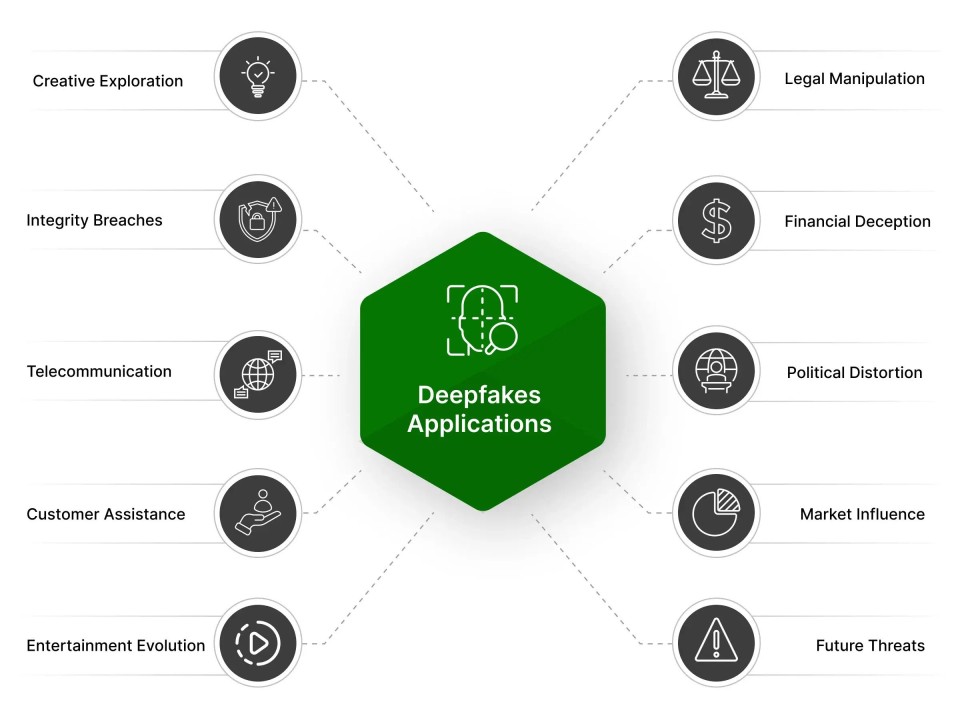 Creative Exploration
Integrity Breaches
Telecommunication
Customer Assistance
Entertainment Evolution
Deepfakes
Applications
Legal Manipulation
Financial Deception
Political Distortion
Market Influence
Future Threats